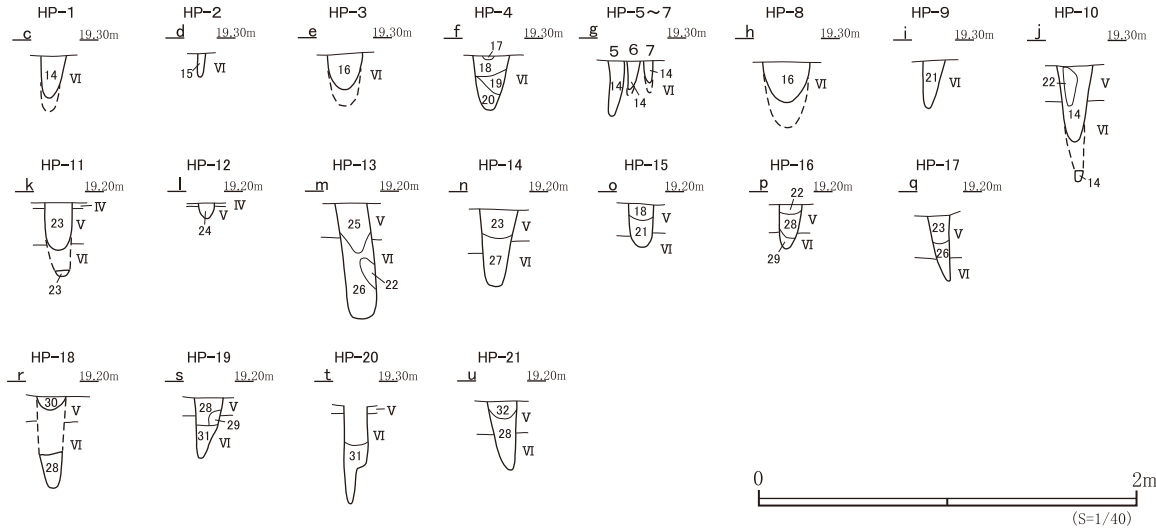 HP-1 HP-2 HP-3 HP-4 HP-5～7 HP-8 HP-9 HP-10
c 19.30m d 19.30m e 19.30m f 19.30m g 19.30m h 19.30m i 19.30m j 19.30m
14 VI
15 VI
16 VI
17 18 19 20 VI
5 6 7 14 14 14 VI
16 VI
21 VI
22 14 V VI 14
HP-11 HP-12 HP-13 HP-14 HP-15 HP-16 HP-17
k 19.20m l 19.20m m 19.20m n 19.20m o 19.20m p 19.20m q 19.20m
23 IV V VI 23
V 24
25 V VI 22 26
23 V 27 VI
18 V 21 VI
22 28 V 29 VI
23 V 26 VI
HP-18 HP-19 HP-20 HP-21
r 19.20m s 19.20m t 19.30m u 19.20m
30 V VI 28
28 V 29 31 VI
V VI 31
32 V 28 VI
0 2m
(S=1/40)